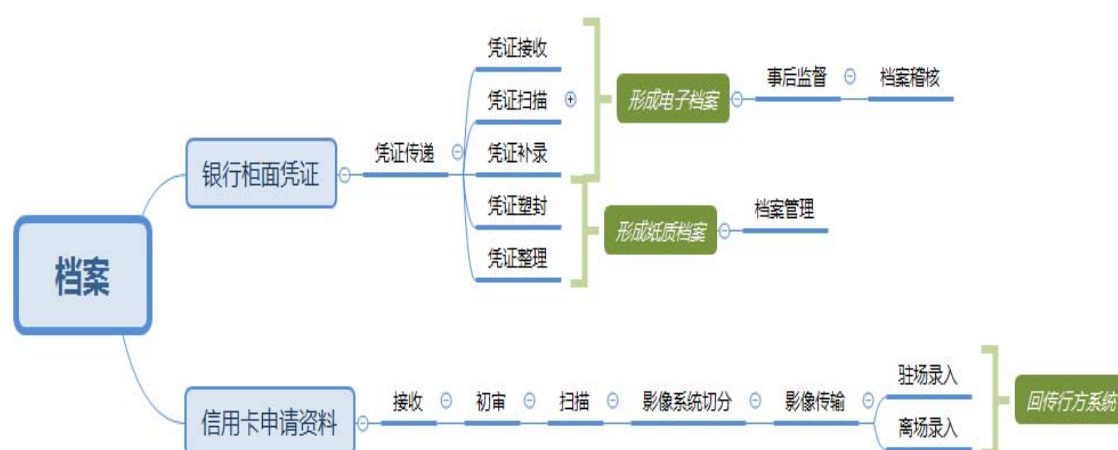 档案
银行柜面凭证
凭证传递
凭证接收
凭证扫描
凭证补录
凭证塑封
凭证整理
形成电子档案
事后监督
档案稽核
形成纸质档案
档案管理
信用卡申请资料
接收
初审
扫描
影像系统切分
影像传输
驻场录入
离场录入
回传行方系统